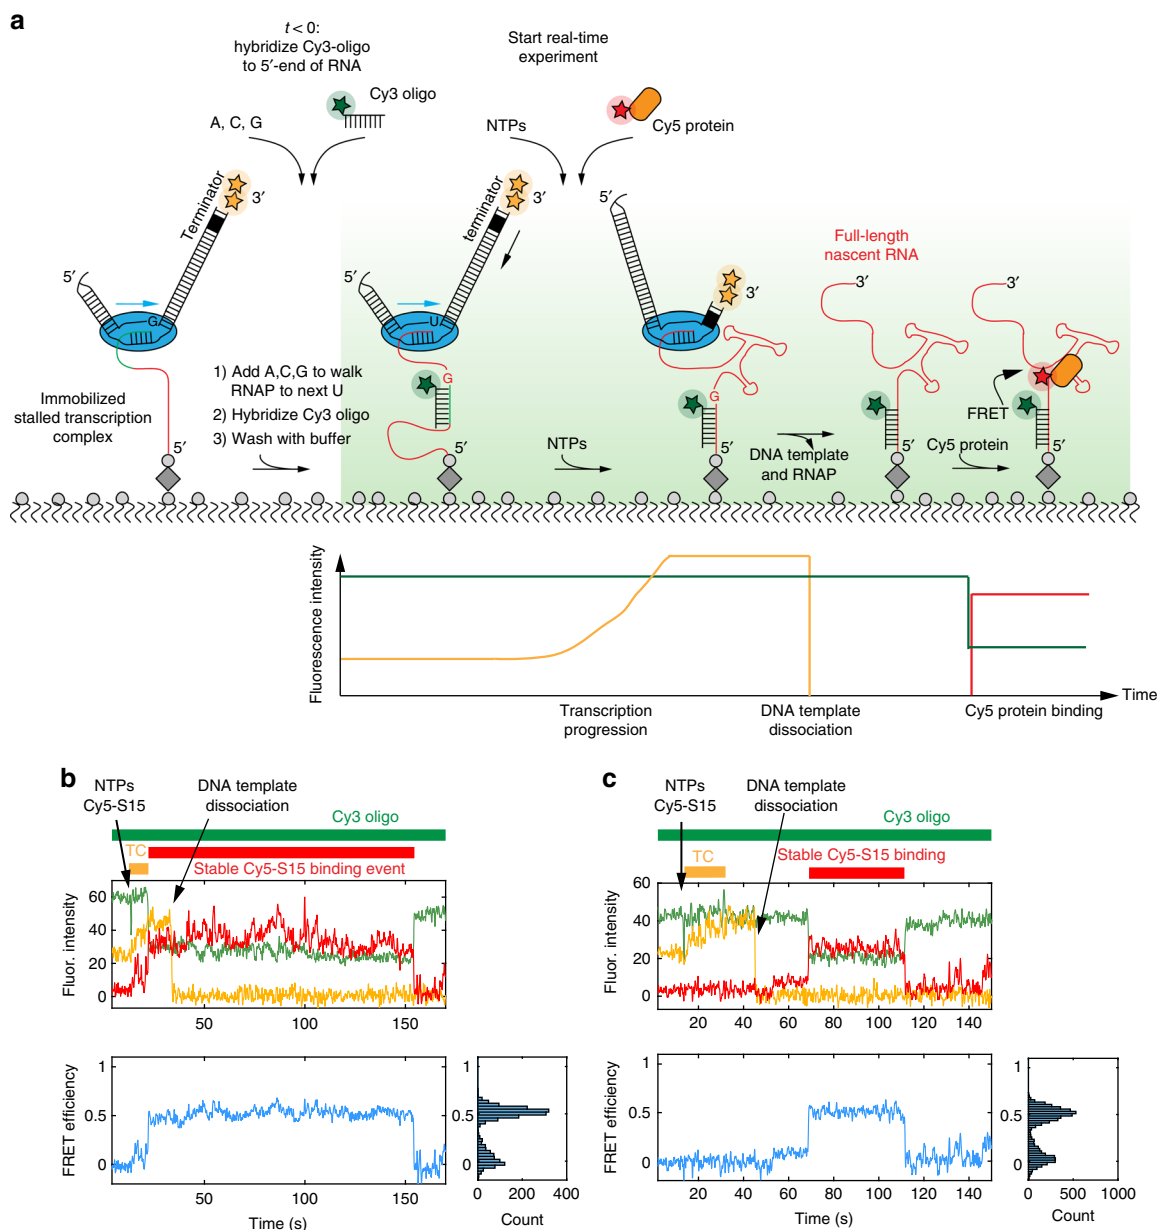 a
t < 0:
hybridize Cy3-oligo
to 5′-end of RNA
Cy3 oligo
A, C, G
Start real-time
experiment
NTPs
Cy5 protein
Terminator
3′
5′
G
terminator
3′
5′
U
5′
3′
Full-length
nascent RNA
3′
3′
Immobilized
stalled transcription
complex
5′
1) Add A,C,G to walk
RNAP to next U
2) Hybridize Cy3 oligo
3) Wash with buffer
G
5′
NTPs
G
5′
DNA template
and RNAP
5′
Cy5 protein
FRET
5′
Fluorescence intensity
Time
Transcription
progression
DNA template
dissociation
Cy5 protein binding
b
NTPs
Cy5-S15
DNA template
dissociation
Cy3 oligo
TC
Stable Cy5-S15 binding event
Fluor. intensity
60
40
20
0
50
100
150
FRET efficiency
1
0.5
0
50
100
150
Time (s)
1
0.5
0
0
200
400
Count
c
NTPs
Cy5-S15
DNA template
dissociation
Cy3 oligo
TC
Stable Cy5-S15 binding
Fluor. intensity
60
40
20
0
20
40
60
80
100
120
140
FRET efficiency
1
0.5
0
20
40
60
80
100
120
140
Time (s)
1
0.5
0
0
500
1000
Count